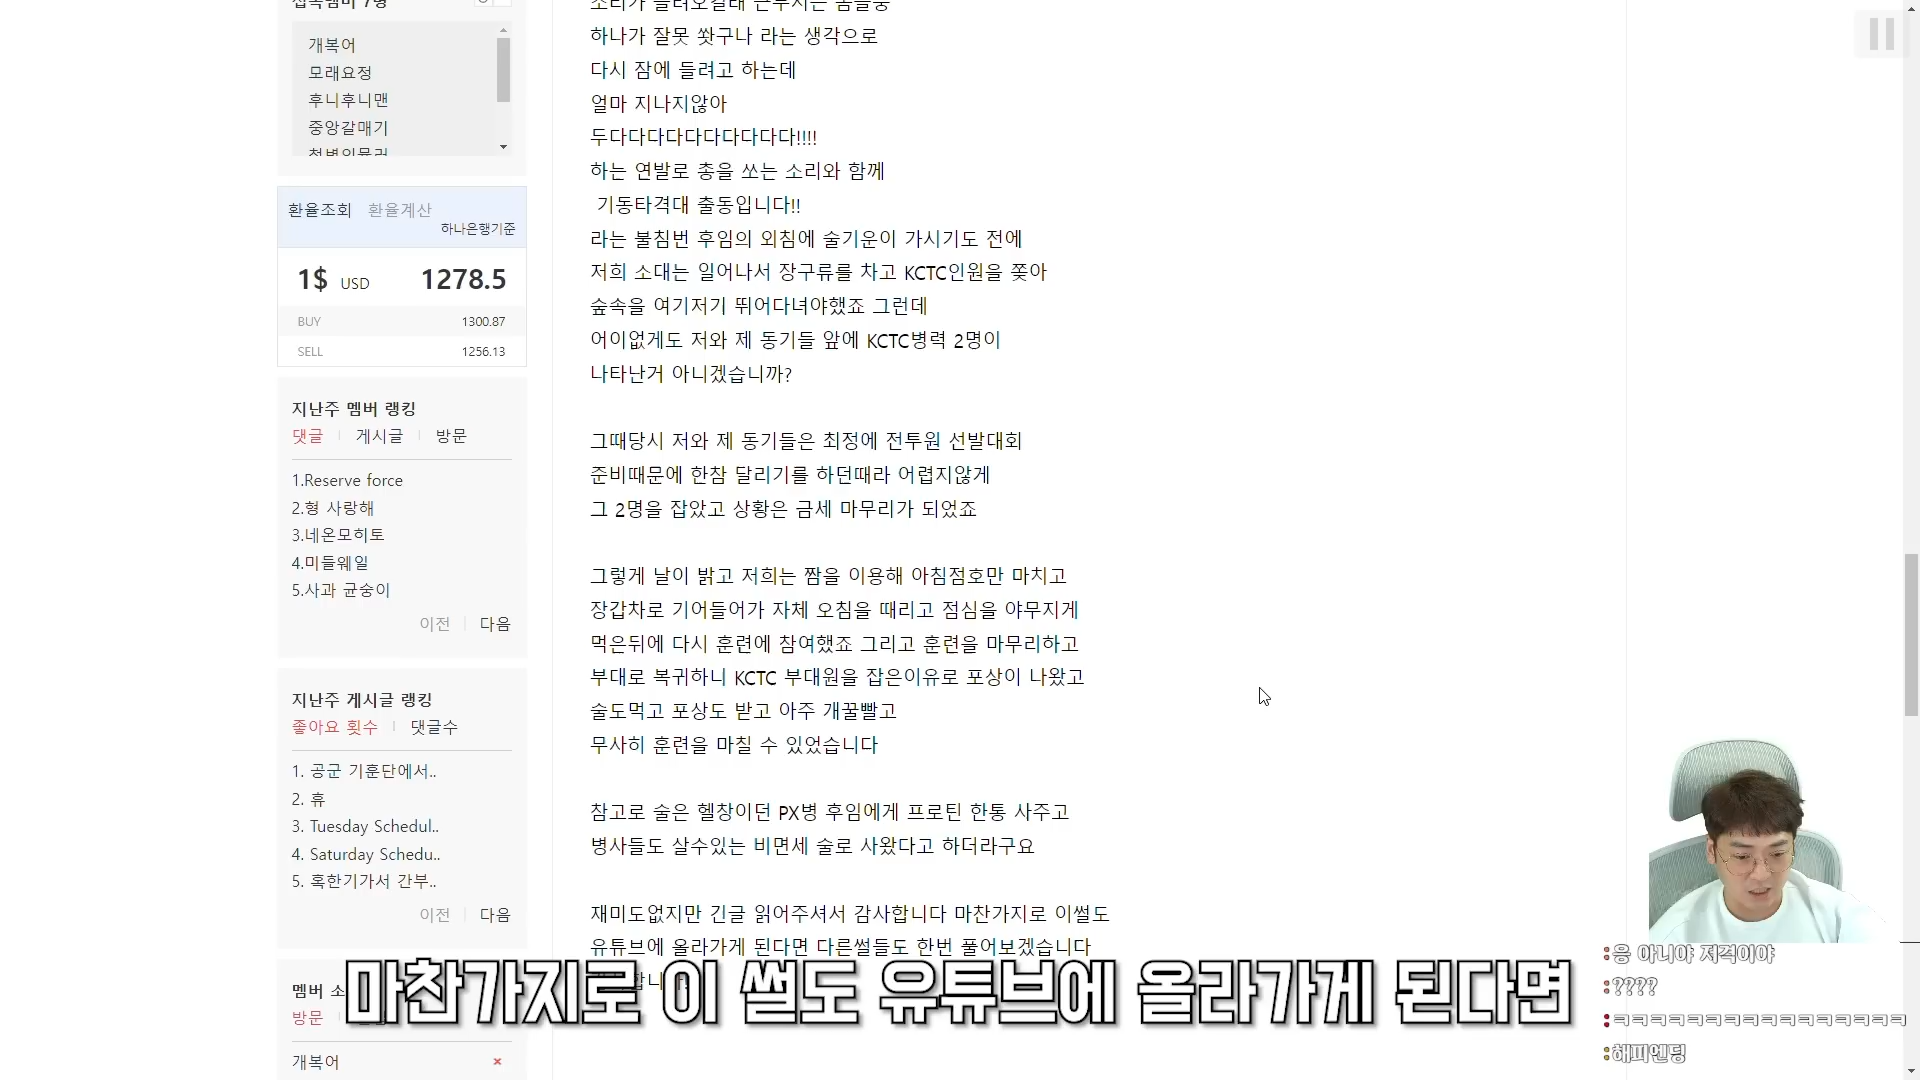 접속멤버 7명
개복어
모래요정
후니후니맨
중앙갈매기
환율조회 환율계산
하나은행기준
1$ USD 1278.5
BUY 1300.87
SELL 1256.13
지난주 멤버 랭킹
댓글 게시글 방문
1.Reserve force
2.형 사랑해
3.네온모히토
4.미들웨일
5.사과 균숭이
이전 다음
지난주 게시글 랭킹
좋아요 횟수 댓글수
1. 공군 기훈단에서..
2. 휴
3. Tuesday Schedul..
4. Saturday Schedu..
5. 혹한기가서 간부..
이전 다음
멤버 소
방문
개복어
하나가 잘못 쐇구나 라는 생각으로
다시 잠에 들려고 하는데
얼마 지나지않아
두다다다다다다다다다다!!!!
하는 연발로 총을 쏘는 소리와 함께
기동타격대 출동입니다!!
라는 불침번 후임의 외침에 술기운이 가시기도 전에
저희 소대는 일어나서 장구류를 차고 KCTC인원을 쫒아
숲속을 여기저기 뛰어다녀야했죠 그런데
어이없게도 저와 제 동기들 앞에 KCTC병력 2명이
나타난거 아니겠습니까?
그때당시 저와 제 동기들은 최정에 전투원 선발대회
준비때문에 한참 달리기를 하던때라 어렵지않게
그 2명을 잡았고 상황은 금세 마무리가 되었죠
그렇게 날이 밝고 저희는 짬을 이용해 아침점호만 마치고
장갑차로 기어들어가 자체 오침을 때리고 점심을 야무지게
먹은뒤에 다시 훈련에 참여했죠 그리고 훈련을 마무리하고
부대로 복귀하니 KCTC 부대원을 잡은이유로 포상이 나왔고
술도먹고 포상도 받고 아주 개꿀빨고
무사히 훈련을 마칠 수 있었습니다
참고로 술은 헬창이던 PX병 후임에게 프로틴 한통 사주고
병사들도 살수있는 비면세 술로 사왔다고 하더라구요
재미도없지만 긴글 읽어주셔서 감사합니다 마찬가지로 이썰도
유튜브에 올라가게 된다면 다른썰들도 한번 풀어보겠습니다
마찬가지로 이 썰도 유튜브에 올라가게 된다면
:응 아니야 저격이야
:????
:ㅋㅋㅋㅋㅋㅋㅋㅋㅋㅋㅋㅋㅋㅋㅋㅋ
:해피엔딩